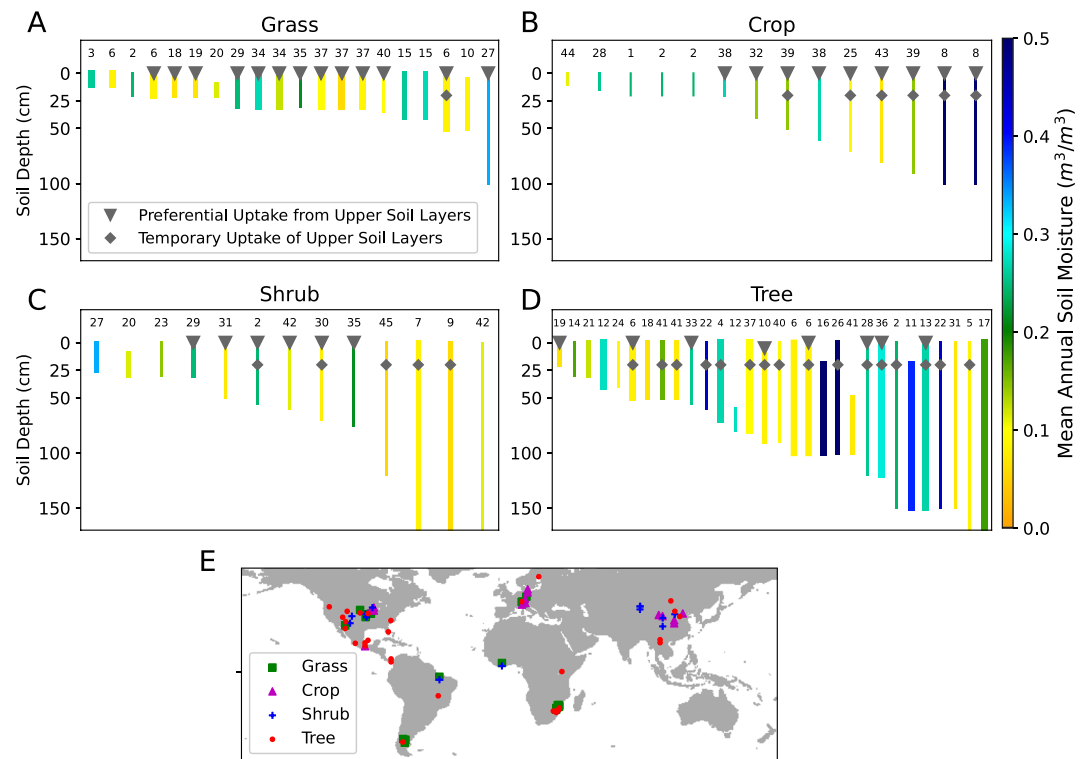 A
Grass
3 6 2 6 18 19 20 29 34 34 35 37 37 37 40 15 15 6 10 27
0
25
50
100
150
Soil Depth (cm)
Preferential Uptake from Upper Soil Layers
Temporary Uptake of Upper Soil Layers
B
Crop
44 28 1 2 2 38 32 39 38 25 43 39 8 8
0
25
50
100
150
C
Shrub
27 20 23 29 31 2 42 30 35 45 7 9 42
0
25
50
100
150
Soil Depth (cm)
D
Tree
19 14 21 12 24 6 18 41 41 33 22 4 12 37 10 40 6 6 16 26 41 28 36 2 11 13 22 31 5 17
0
25
50
100
150
0.5
0.4
0.3
0.2
0.1
0.0
Mean Annual Soil Moisture (m³/m³)
E
Grass
Crop
Shrub
Tree